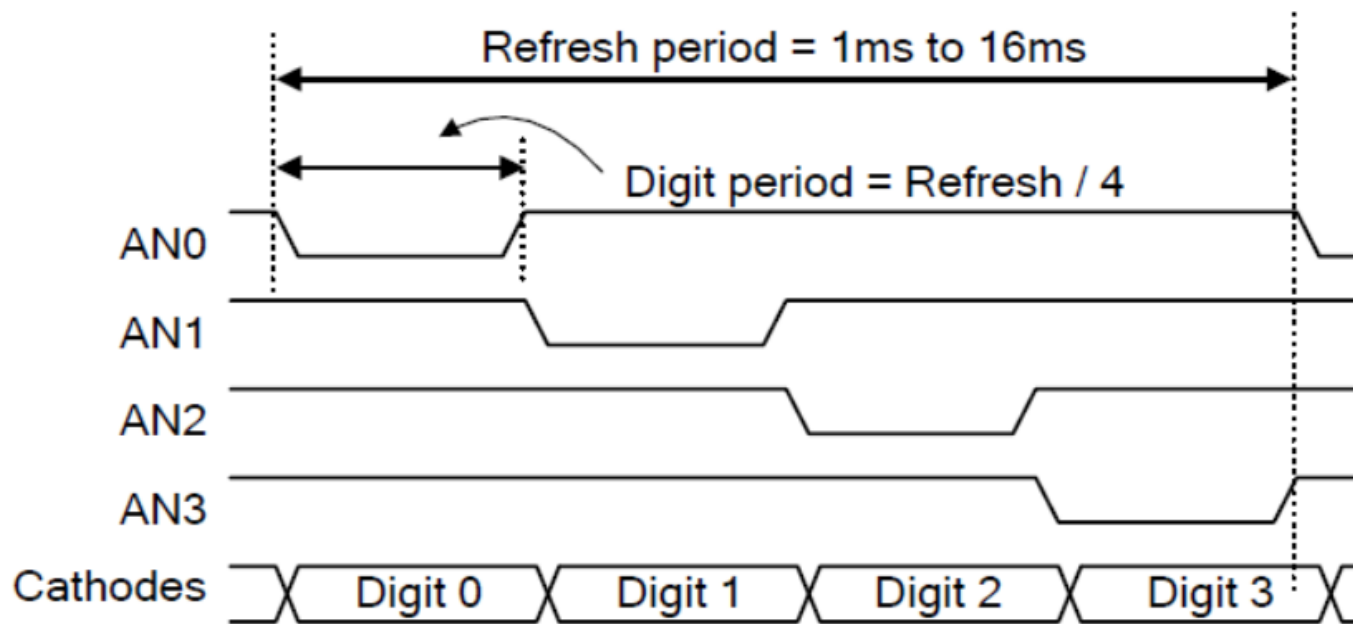 Refresh period = 1ms to 16ms
Digit period = Refresh / 4
AN0
AN1
AN2
AN3
Cathodes Digit 0 Digit 1 Digit 2 Digit 3